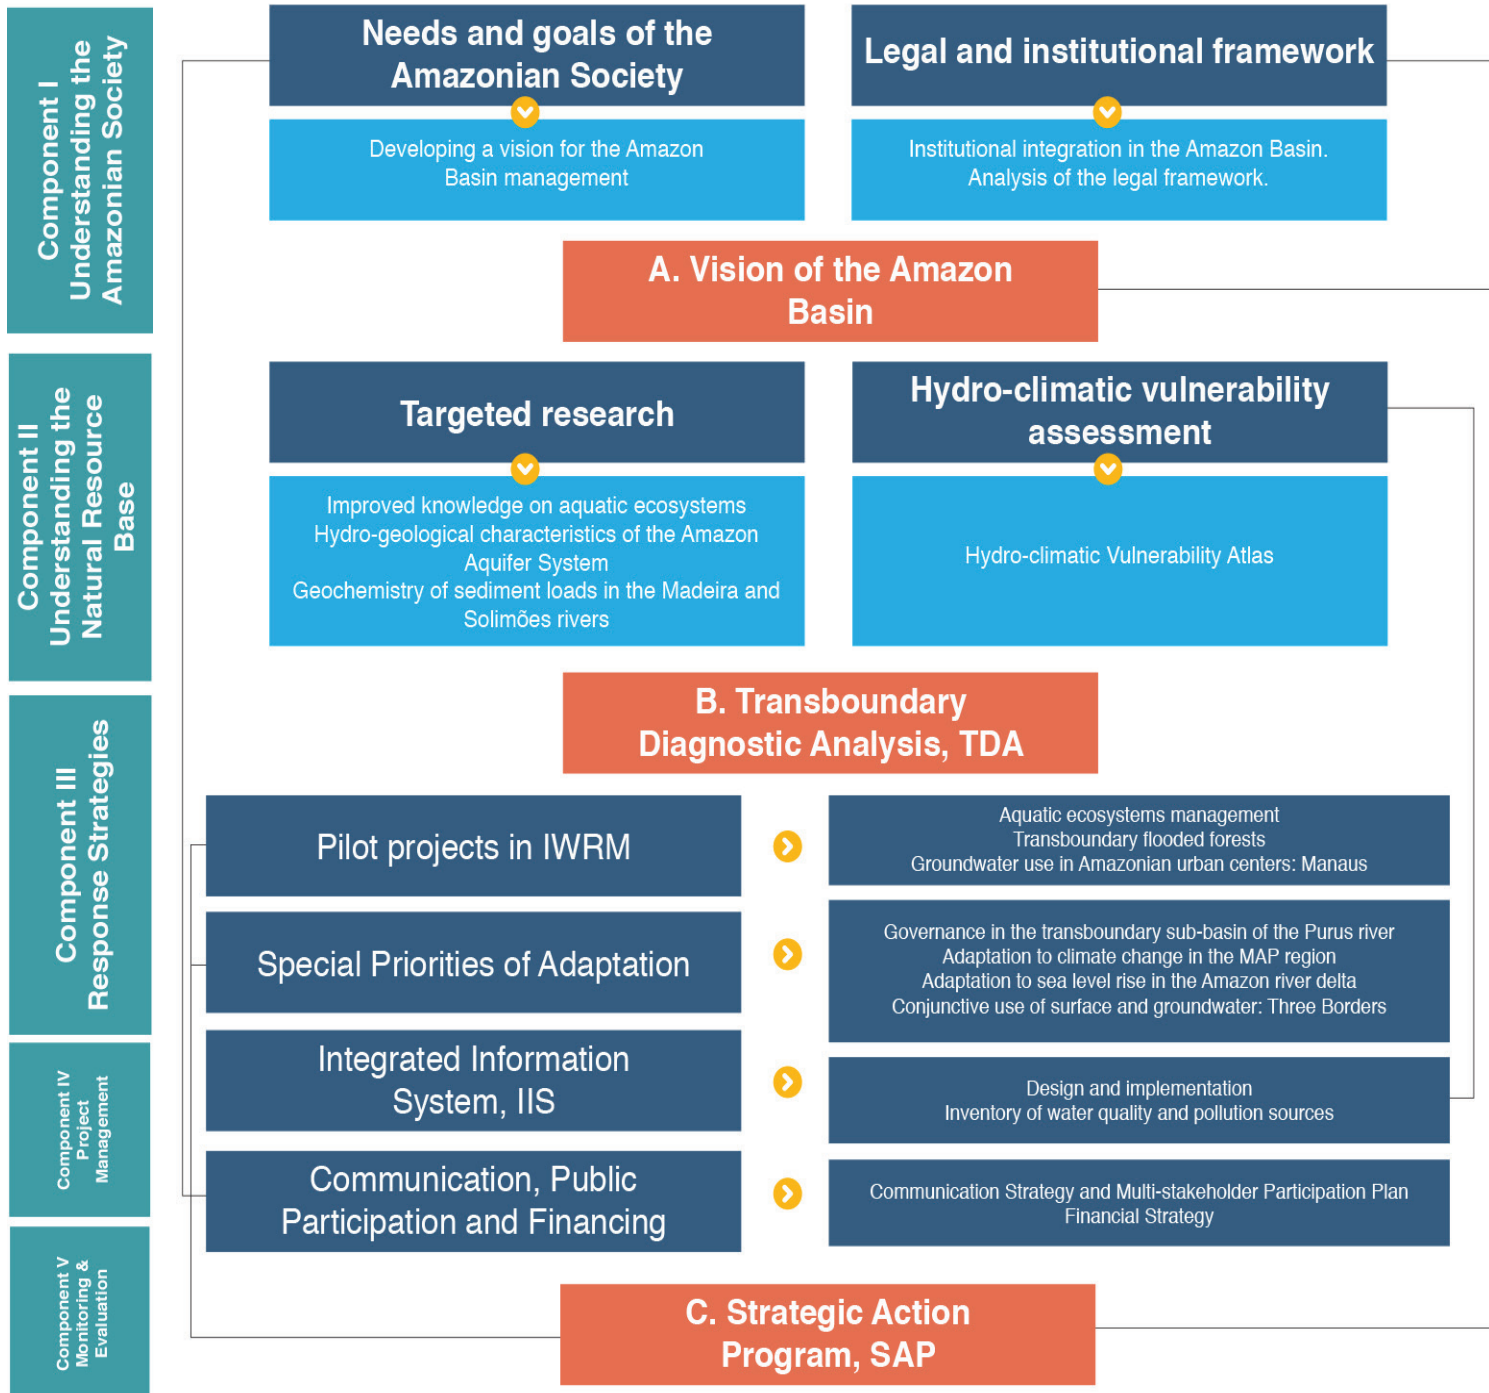 Component I
Understanding the
Amazonian Society
Needs and goals of the
Amazonian Society
Developing a vision for the Amazon
Basin management
Legal and institutional framework
Institutional integration in the Amazon Basin.
Analysis of the legal framework.
A. Vision of the Amazon
Basin
Component II
Understanding the
Natural Resource
Base
Targeted research
Improved knowledge on aquatic ecosystems
Hydro-geological characteristics of the Amazon
Aquifer System
Geochemistry of sediment loads in the Madeira and
Solimões rivers
Hydro-climatic vulnerability
assessment
Hydro-climatic Vulnerability Atlas
B. Transboundary
Diagnostic Analysis, TDA
Component III
Response Strategies
Pilot projects in IWRM
Aquatic ecosystems management
Transboundary flooded forests
Groundwater use in Amazonian urban centers: Manaus
Special Priorities of Adaptation
Governance in the transboundary sub-basin of the Purus river
Adaptation to climate change in the MAP region
Adaptation to sea level rise in the Amazon river delta
Conjunctive use of surface and groundwater: Three Borders
Component IV
Project
Management
Integrated Information
System, IIS
Design and implementation
Inventory of water quality and pollution sources
Communication, Public
Participation and Financing
Communication Strategy and Multi-stakeholder Participation Plan
Financial Strategy
Component V
Monitoring &
Evaluation
C. Strategic Action
Program, SAP